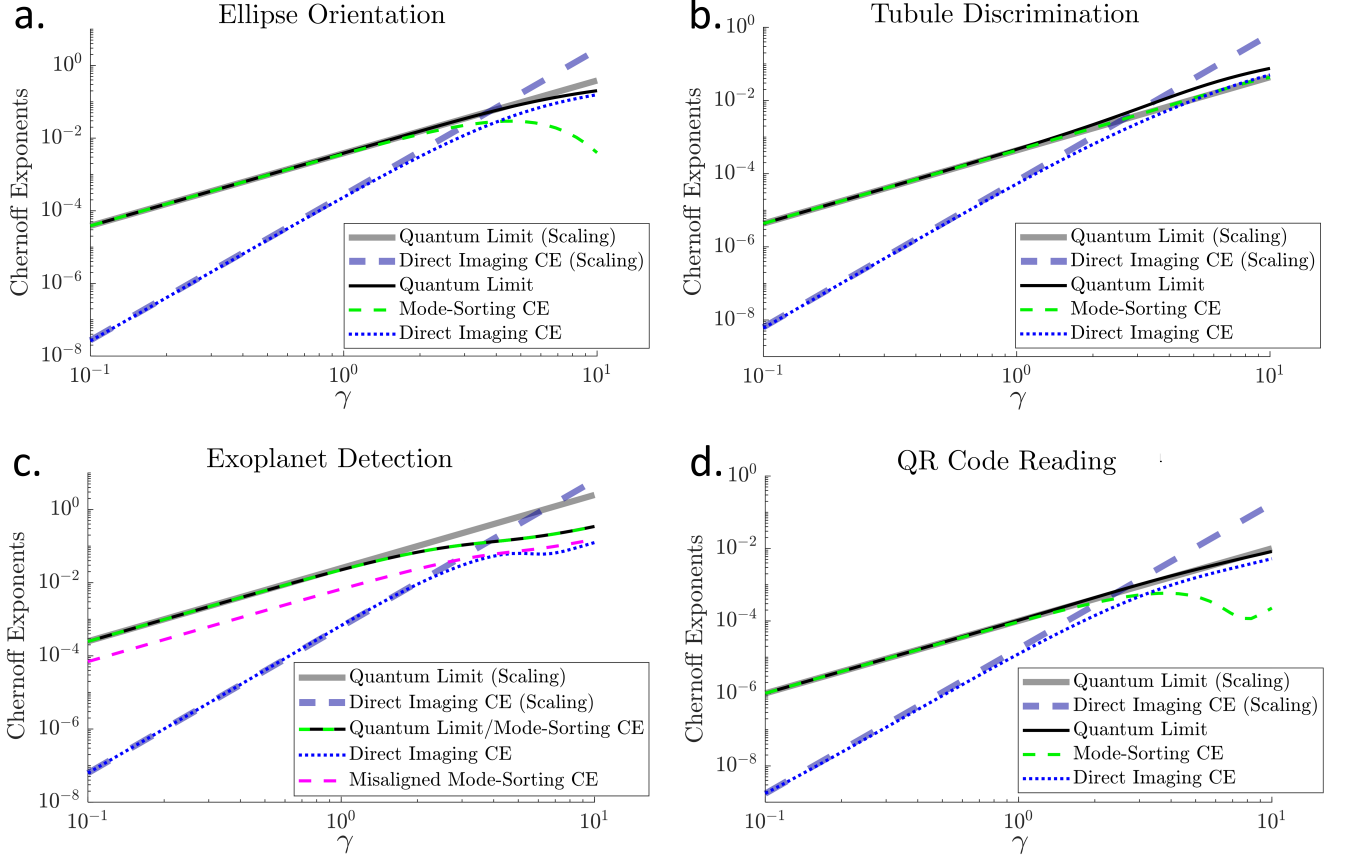 a.
Ellipse Orientation
Chernoff Exponents
10^0
10^-2
10^-4
10^-6
10^-8
10^-1
10^0
10^1
γ
Quantum Limit (Scaling)
Direct Imaging CE (Scaling)
Quantum Limit
Mode-Sorting CE
Direct Imaging CE
b.
Tubule Discrimination
Chernoff Exponents
10^0
10^-2
10^-4
10^-6
10^-8
10^-1
10^0
10^1
γ
Quantum Limit (Scaling)
Direct Imaging CE (Scaling)
Quantum Limit
Mode-Sorting CE
Direct Imaging CE
c.
Exoplanet Detection
Chernoff Exponents
10^0
10^-2
10^-4
10^-6
10^-8
10^-1
10^0
10^1
γ
Quantum Limit (Scaling)
Direct Imaging CE (Scaling)
Quantum Limit/Mode-Sorting CE
Direct Imaging CE
Misaligned Mode-Sorting CE
d.
QR Code Reading
Chernoff Exponents
10^0
10^-2
10^-4
10^-6
10^-8
10^-1
10^0
10^1
γ
Quantum Limit (Scaling)
Direct Imaging CE (Scaling)
Quantum Limit
Mode-Sorting CE
Direct Imaging CE